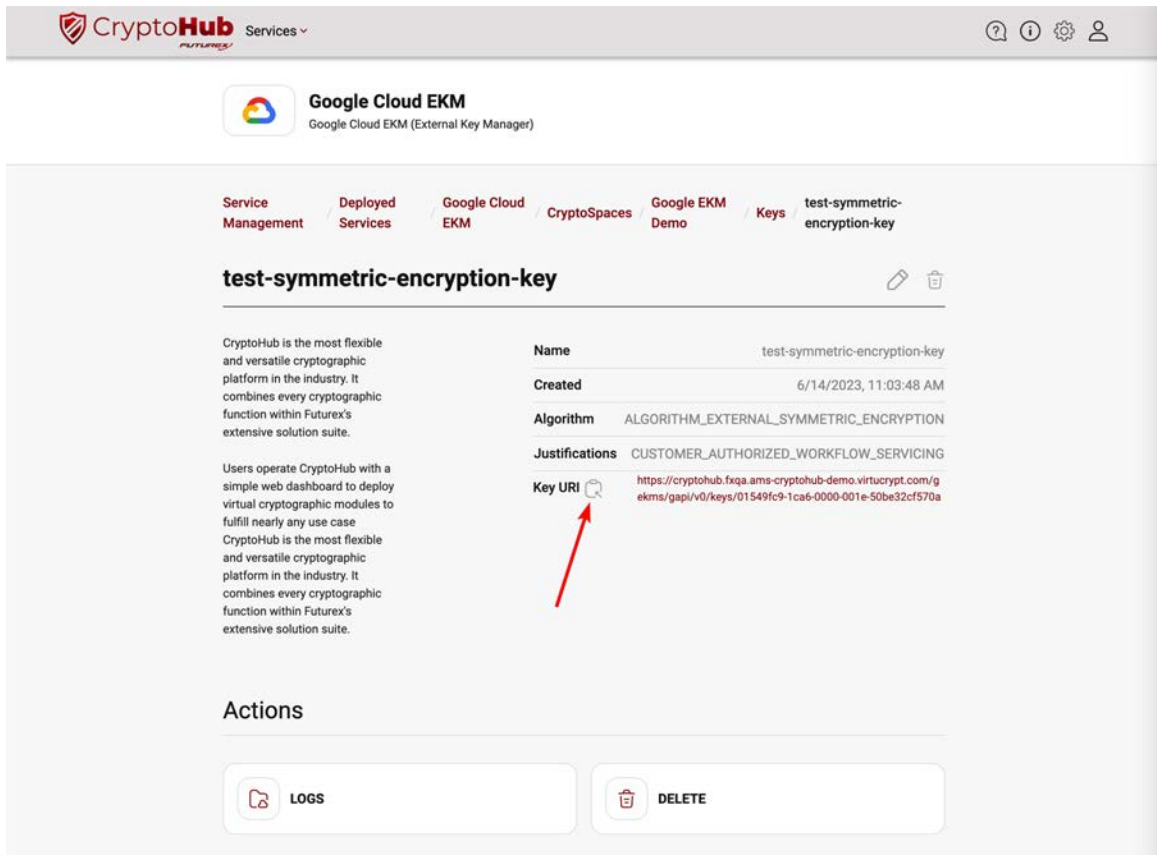 CryptoHub
FUTUREX
Services
Google Cloud EKM
Google Cloud EKM (External Key Manager)
Service Management / Deployed Services / Google Cloud EKM / CryptoSpaces / Google EKM Demo / Keys / test-symmetric-encryption-key
test-symmetric-encryption-key
CryptoHub is the most flexible
and versatile cryptographic
platform in the industry. It
combines every cryptographic
function within Futurex's
extensive solution suite.
Users operate CryptoHub with a
simple web dashboard to deploy
virtual cryptographic modules to
fulfill nearly any use case
CryptoHub is the most flexible
and versatile cryptographic
platform in the industry. It
combines every cryptographic
function within Futurex's
extensive solution suite.
Name test-symmetric-encryption-key
Created 6/14/2023, 11:03:48 AM
Algorithm ALGORITHM_EXTERNAL_SYMMETRIC_ENCRYPTION
Justifications CUSTOMER_AUTHORIZED_WORKFLOW_SERVICING
Key URI https://cryptohub.fxqa.ams-cryptohub-demo.virtucrypt.com/g
ekms/gapi/v0/keys/01549fc9-1ca6-0000-001e-50be32cf570a
Actions
LOGS
DELETE